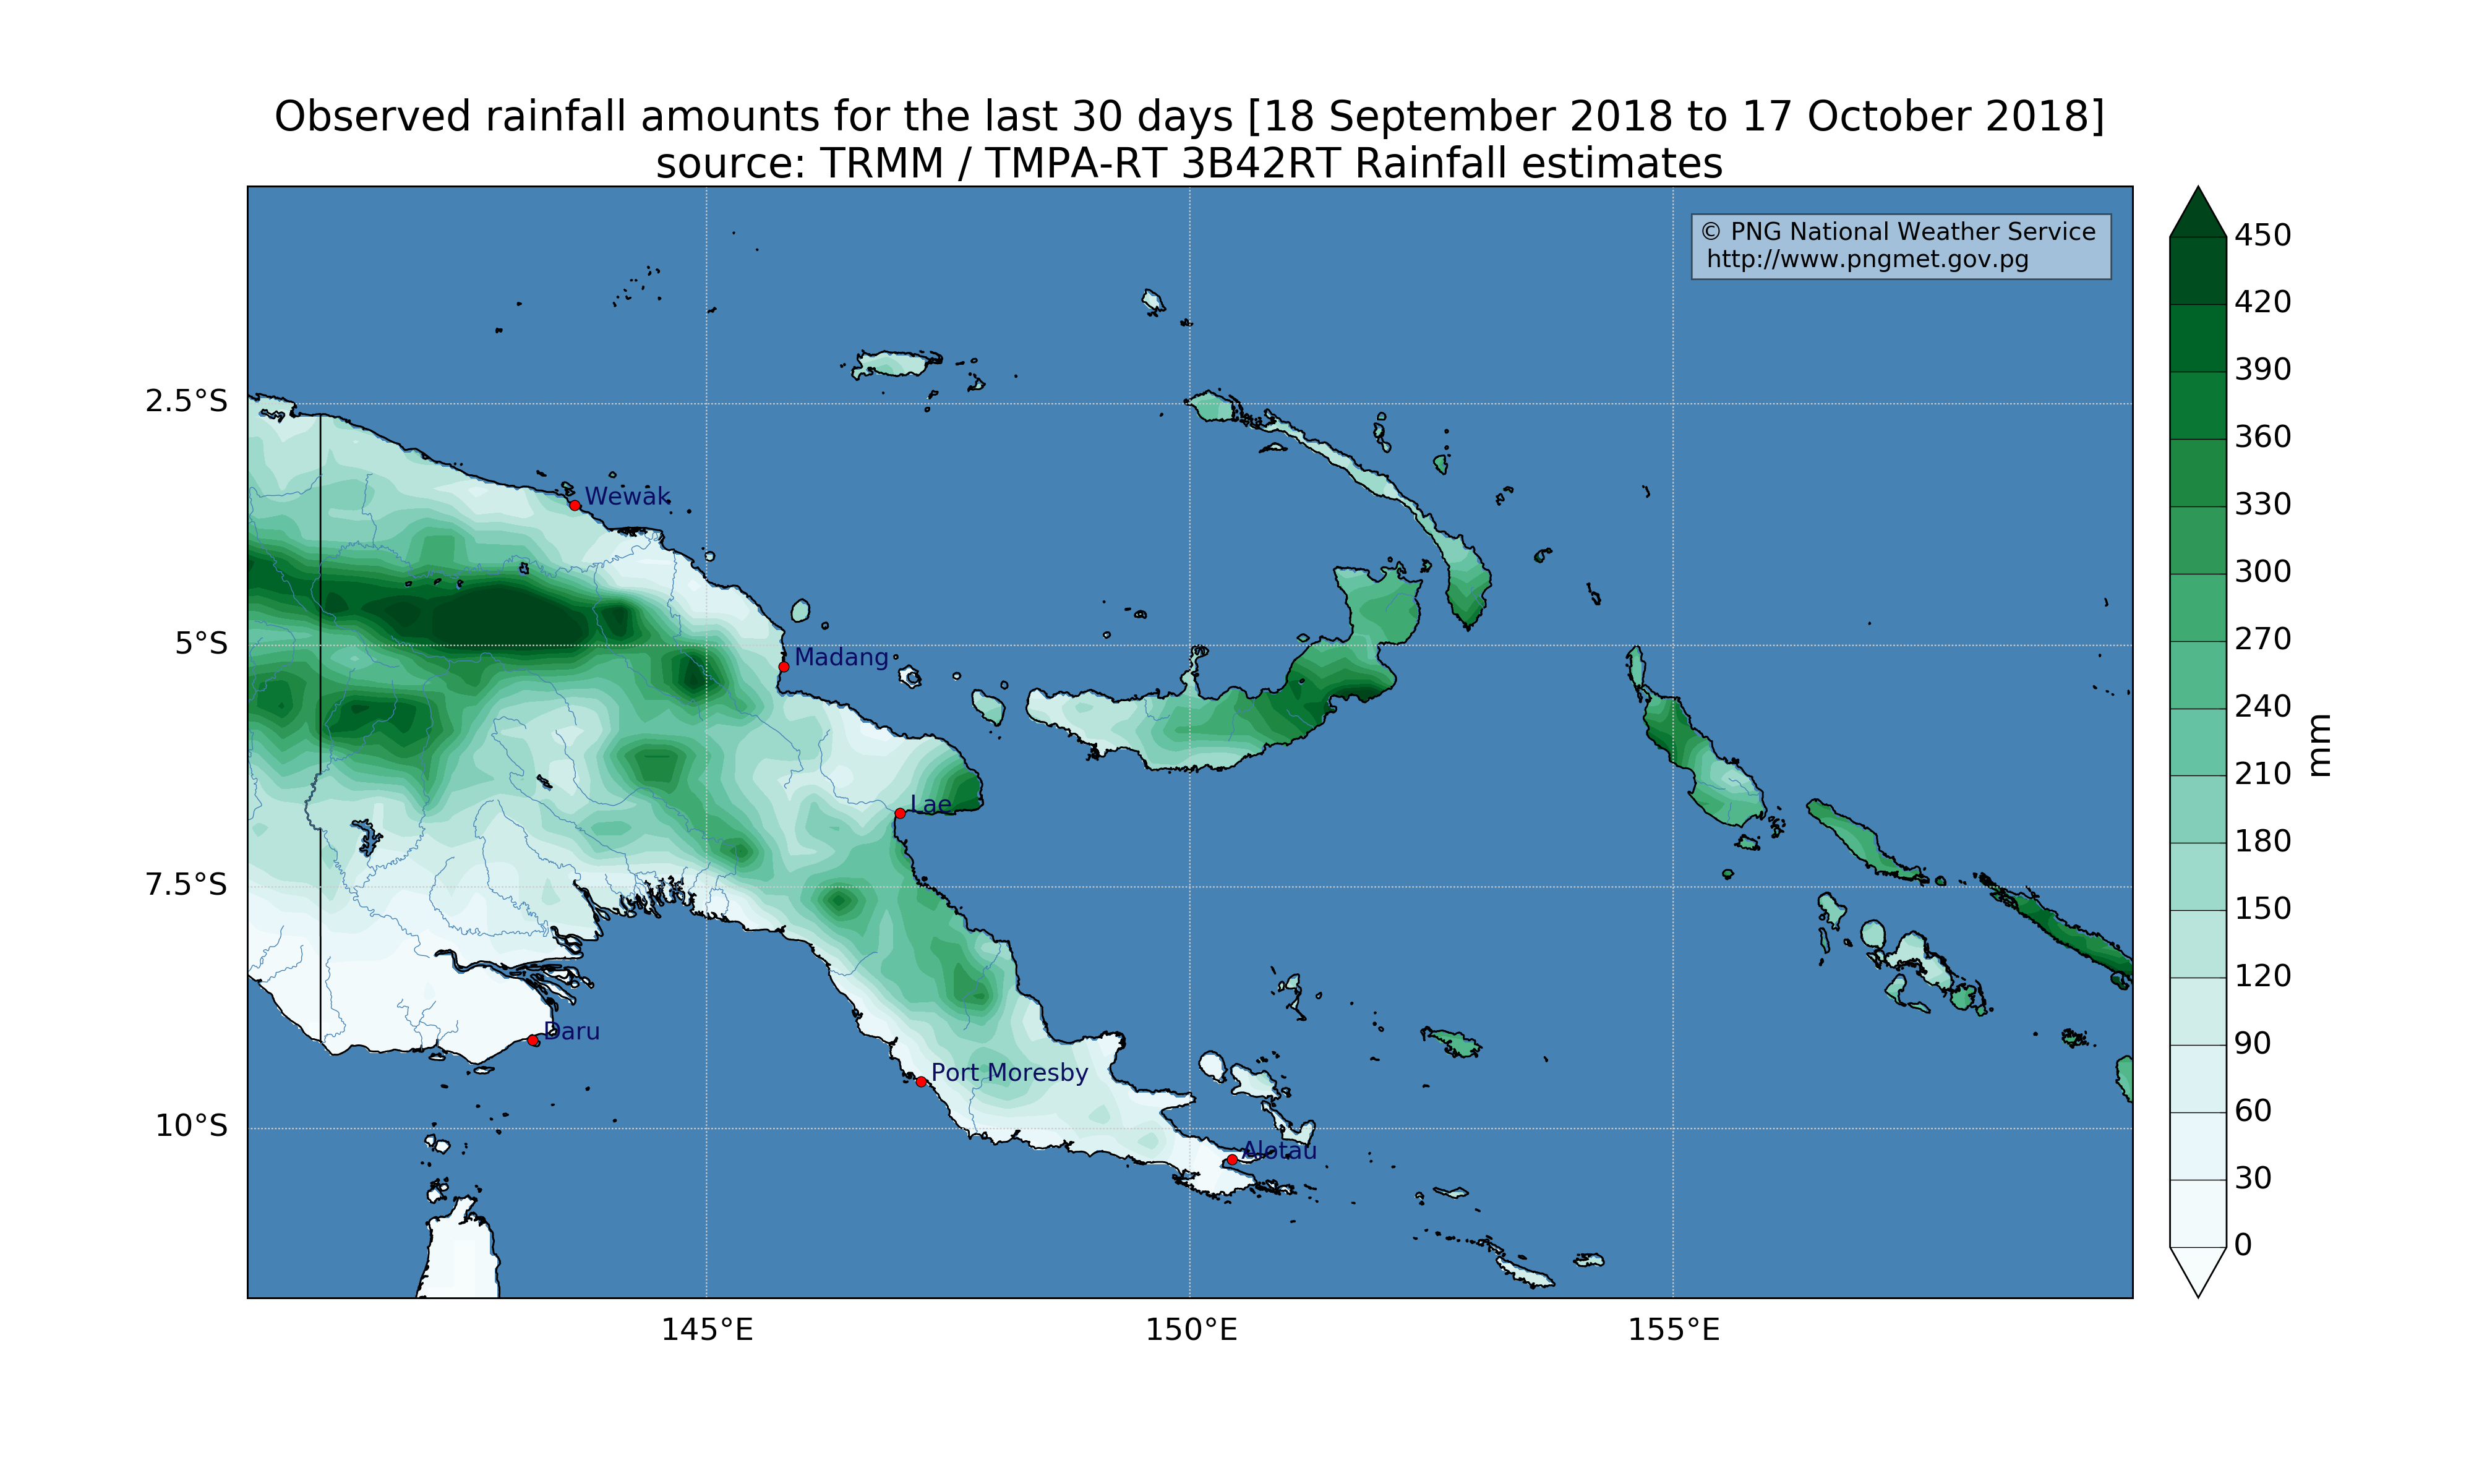 Observed rainfall amounts for the last 30 days [18 September 2018 to 17 October 2018]
source: TRMM / TMPA-RT 3B42RT Rainfall estimates
© PNG National Weather Service
http://www.pngmet.gov.pg
2.5°S
5°S
7.5°S
10°S
145°E
150°E
155°E
Wewak
Madang
Lae
Daru
Port Moresby
Alotau
450
420
390
360
330
300
270
240
210
180
150
120
90
60
30
0
mm